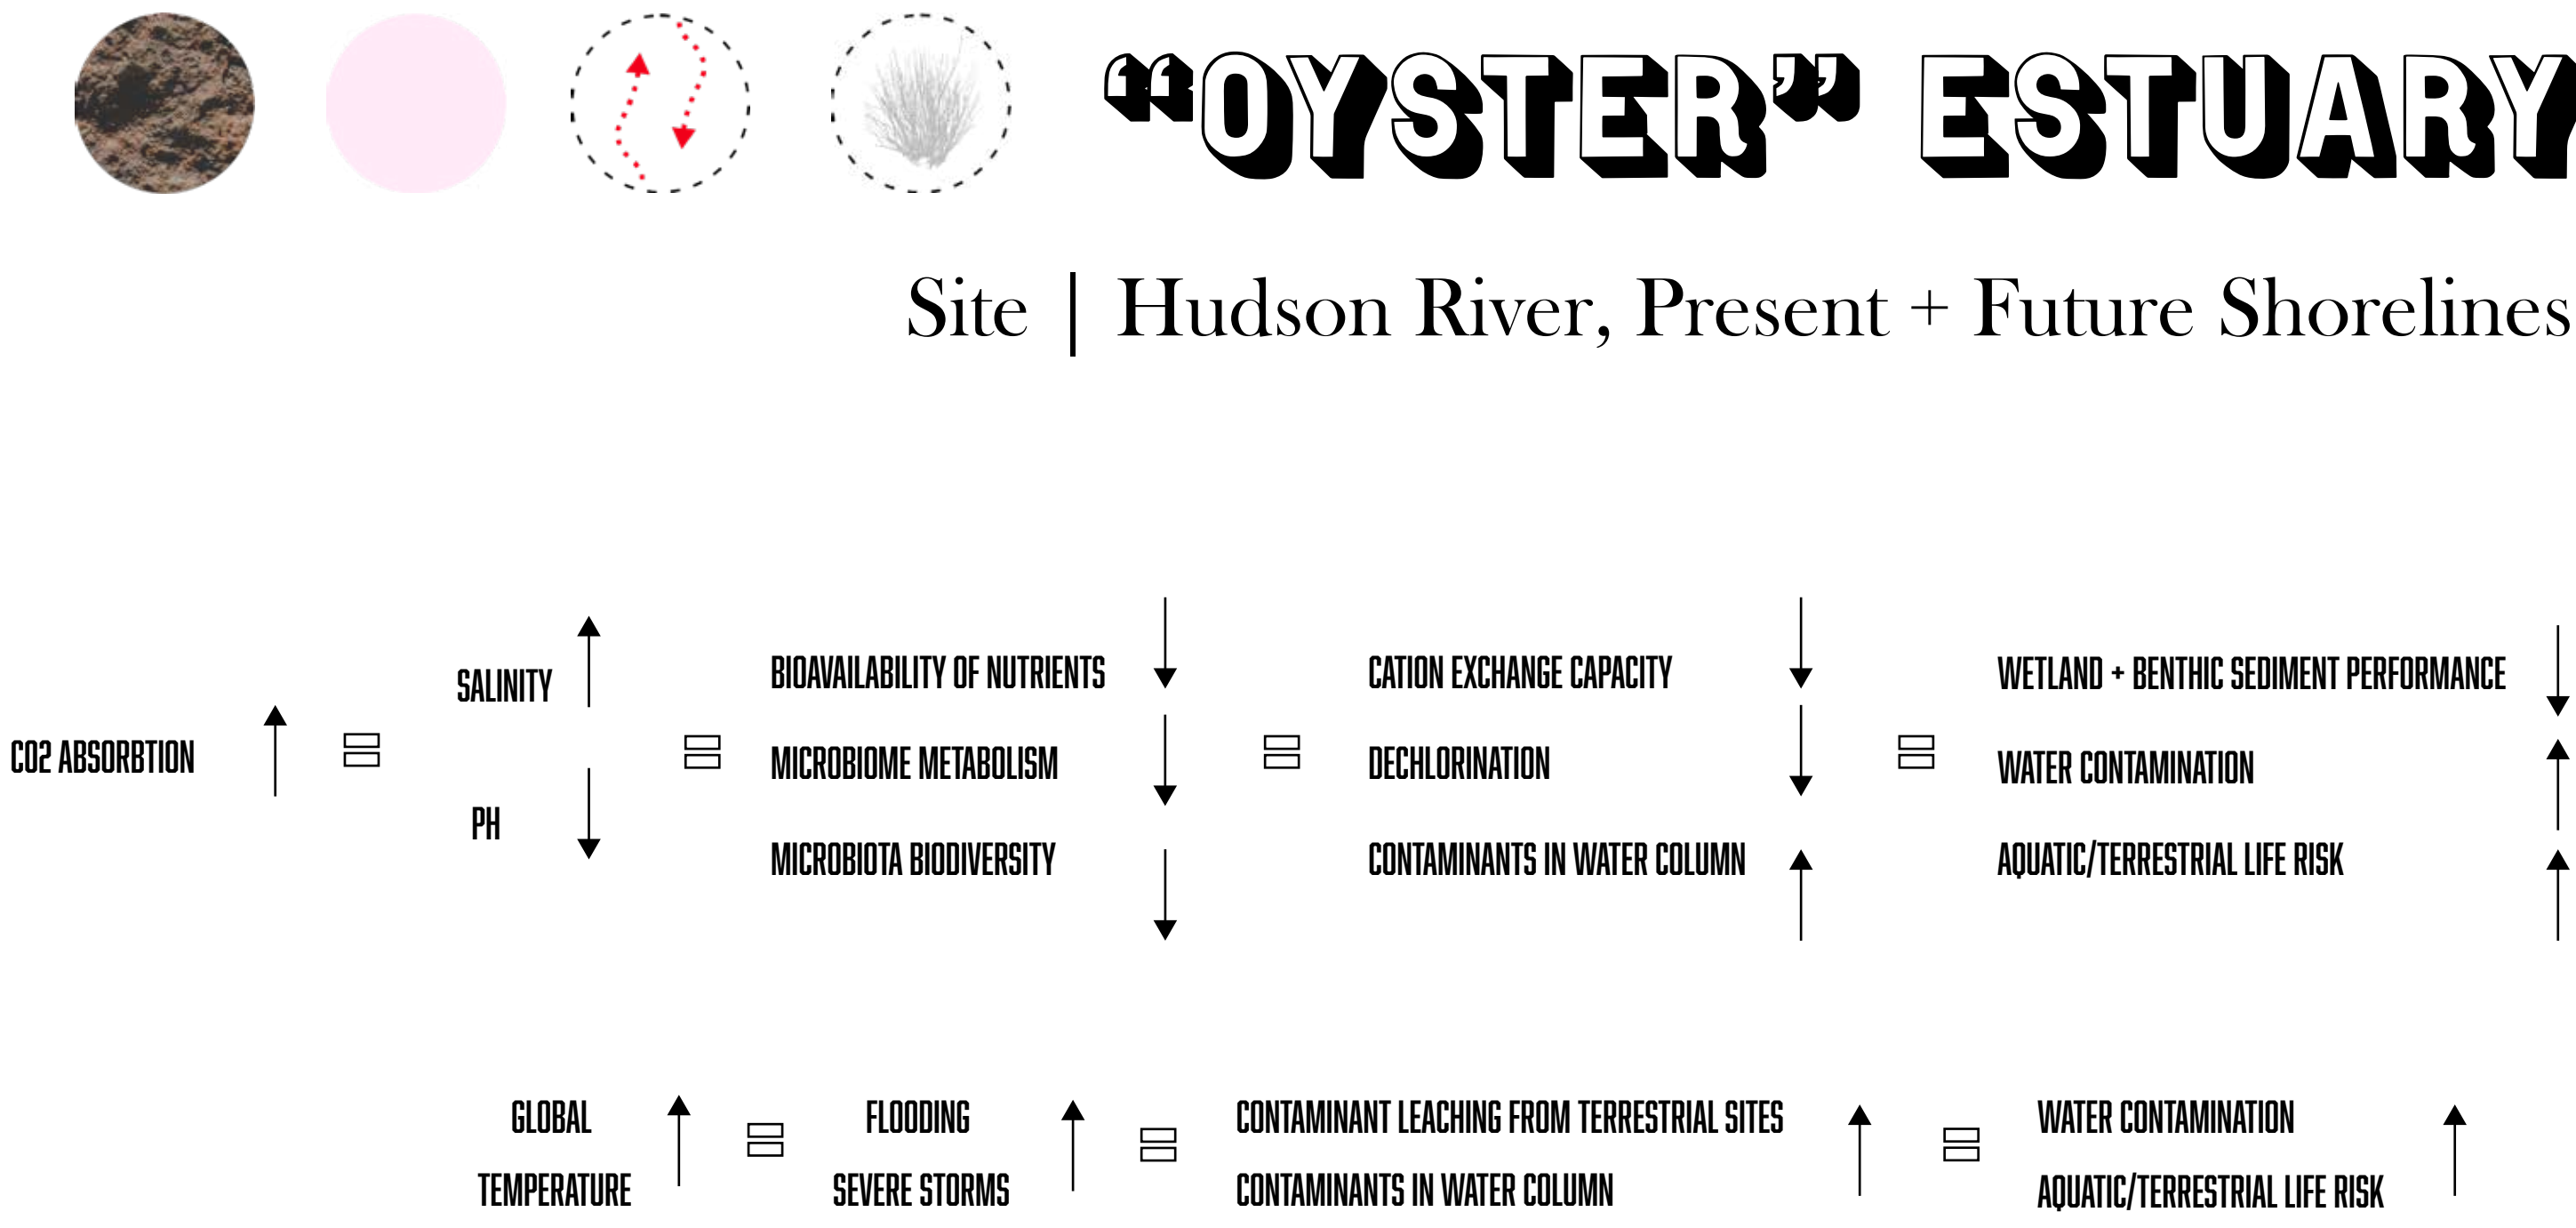 “OYSTER” ESTUARY
Site | Hudson River, Present + Future Shorelines
CO2 ABSORBTION
SALINITY
PH
BIOAVAILABILITY OF NUTRIENTS
MICROBIOME METABOLISM
MICROBIOTA BIODIVERSITY
CATION EXCHANGE CAPACITY
DECHLORINATION
CONTAMINANTS IN WATER COLUMN
WETLAND + BENTHIC SEDIMENT PERFORMANCE
WATER CONTAMINATION
AQUATIC/TERRESTRIAL LIFE RISK
GLOBAL
TEMPERATURE
FLOODING
SEVERE STORMS
CONTAMINANT LEACHING FROM TERRESTRIAL SITES
CONTAMINANTS IN WATER COLUMN
WATER CONTAMINATION
AQUATIC/TERRESTRIAL LIFE RISK